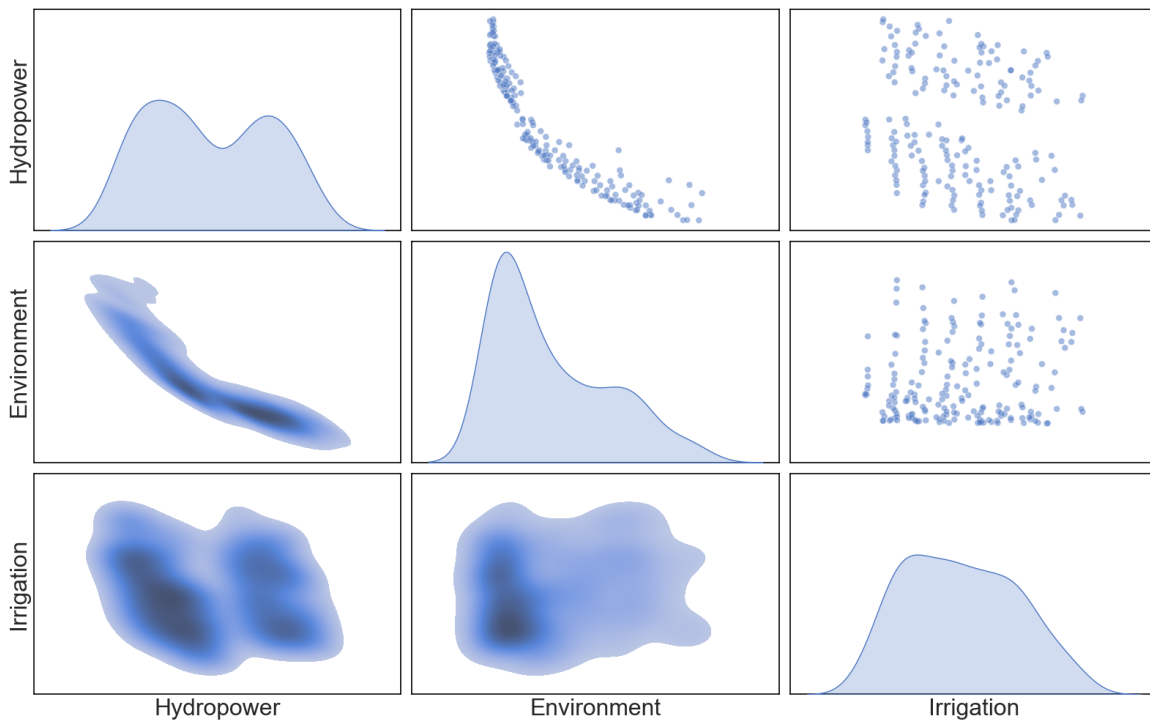 Hydropower
Environment
Irrigation
Hydropower
Environment
Irrigation